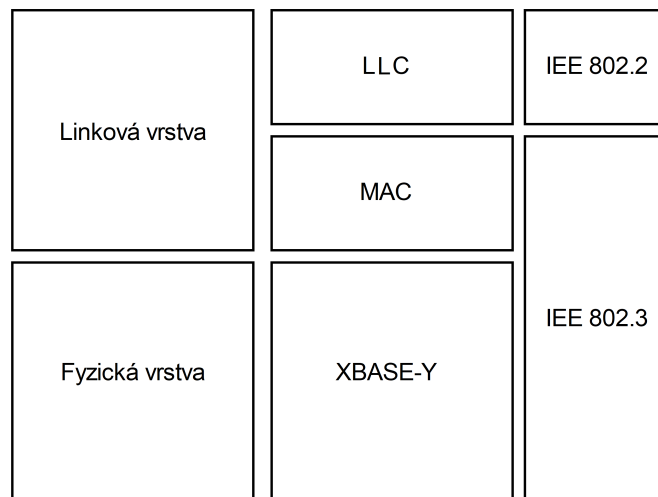 Linková vrstva
LLC
IEE 802.2
MAC
Fyzická vrstva
XBASE-Y
IEE 802.3